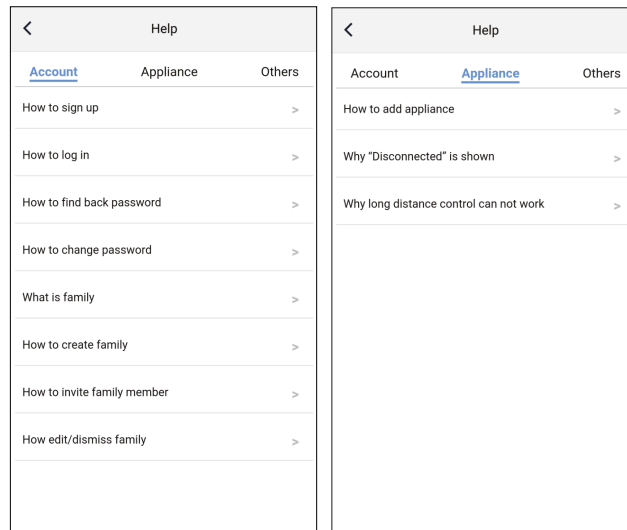 Help
Account Appliance Others
How to sign up >
How to log in >
How to find back password >
How to change password >
What is family >
How to create family >
How to invite family member >
How edit/dismiss family >
Help
Account Appliance Others
How to add appliance >
Why “Disconnected” is shown >
Why long distance control can not work >